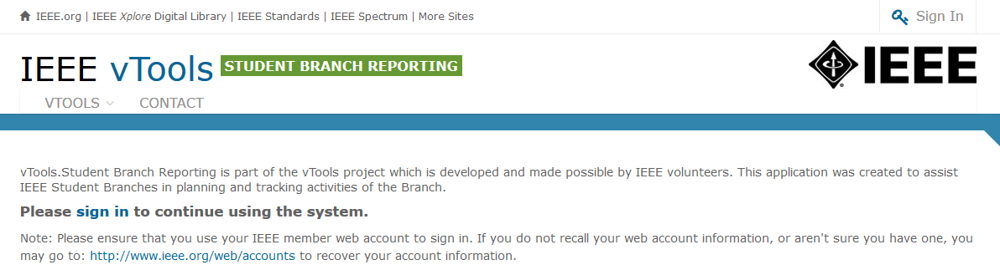 IEEE.org | IEEE Xplore Digital Library | IEEE Standards | IEEE Spectrum | More Sites
Sign In
IEEE vTools STUDENT BRANCH REPORTING
IEEE
VTOOLS CONTACT
vTools.Student Branch Reporting is part of the vTools project which is developed and made possible by IEEE volunteers. This application was created to assist
IEEE Student Branches in planning and tracking activities of the Branch.
Please sign in to continue using the system.
Note: Please ensure that you use your IEEE member web account to sign in. If you do not recall your web account information, or aren't sure you have one, you
may go to: http://www.ieee.org/web/accounts to recover your account information.